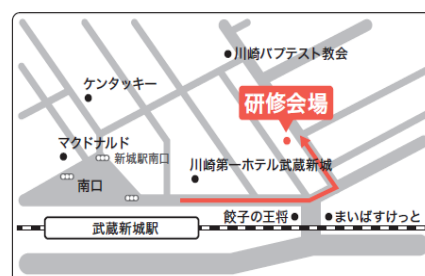 川崎バプテスト教会
ケンタッキー
研修会場
マクドナルド
新城駅南口
川崎第一ホテル武蔵新城
南口
餃子の王将
まいばすけっと
武蔵新城駅